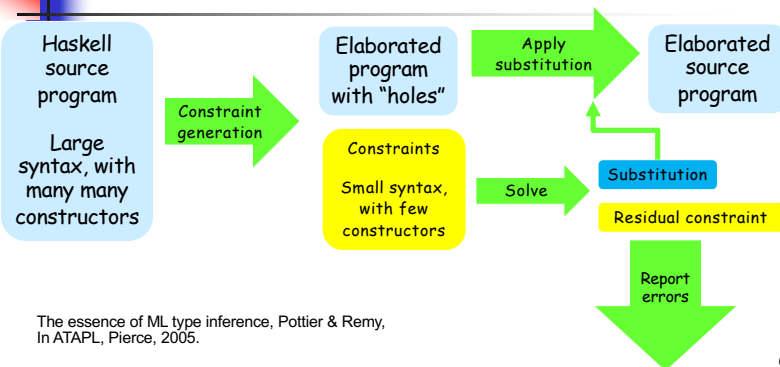 Haskell
source
program
Large
syntax, with
many many
constructors
Constraint
generation
Elaborated
program
with “holes”
Constraints
Small syntax,
with few
constructors
Apply
substitution
Solve
Elaborated
source
program
Substitution
Residual constraint
Report
errors
The essence of ML type inference, Pottier & Remy,
In ATAPL, Pierce, 2005.